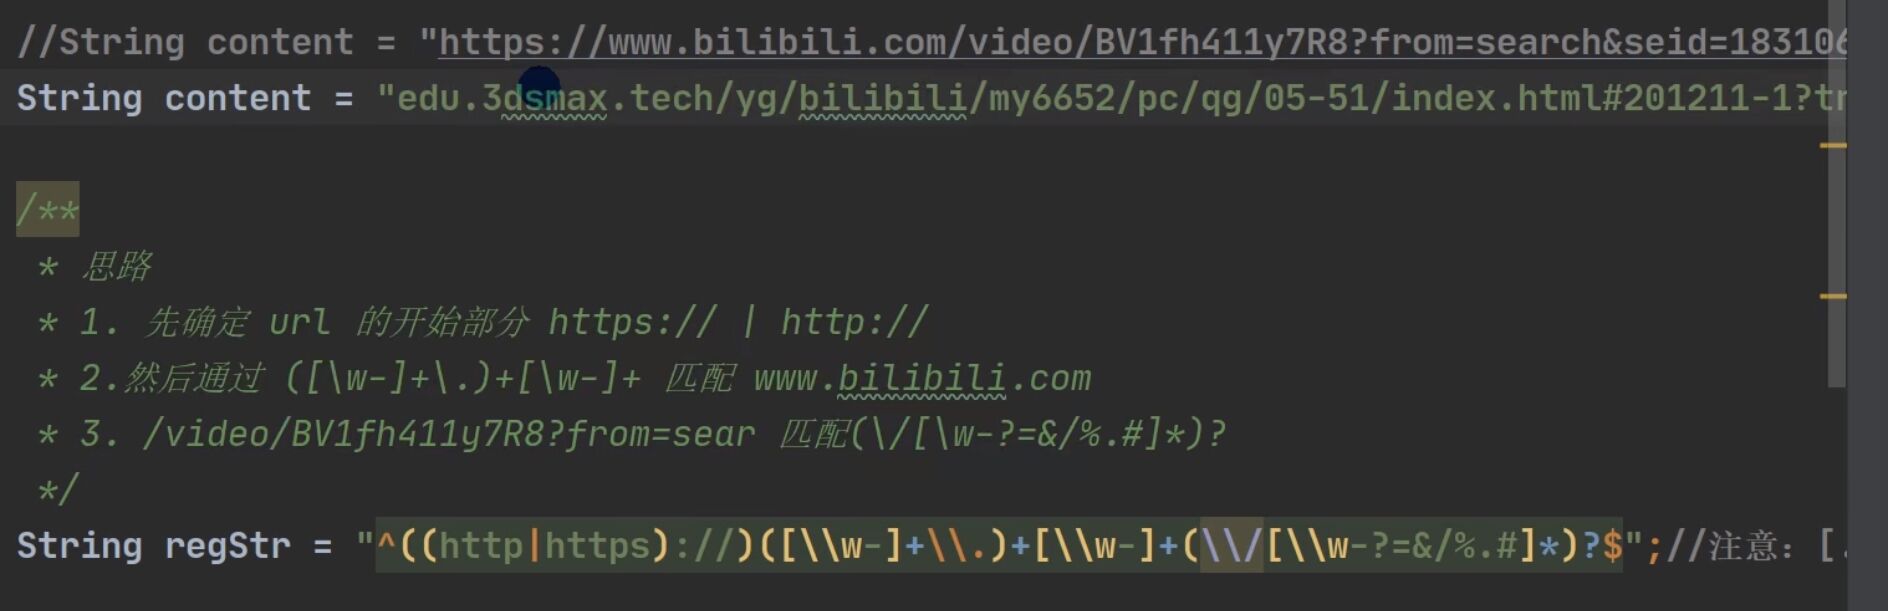 //String content = "https://www.bilibili.com/video/BV1fh411y7R8?from=search&seid=183106
String content = "edu.3dsmax.tech/yg/bilibili/my6652/pc/qg/05-51/index.html#201211-1?tr
/**
* 思路
* 1. 先确定 url 的开始部分 https:// | http://
* 2.然后通过 ([\w-]+\.)+[\w-]+ 匹配 www.bilibili.com
* 3. /video/BV1fh411y7R8?from=sear 匹配(\/[\w-?=&/%.#]*)?
*/
String regStr = "^((http|https)://)([\\w-]+\\.)+[\\w-]+(\\/[\\w-?=&/%.#]*)?$";//注意：[.